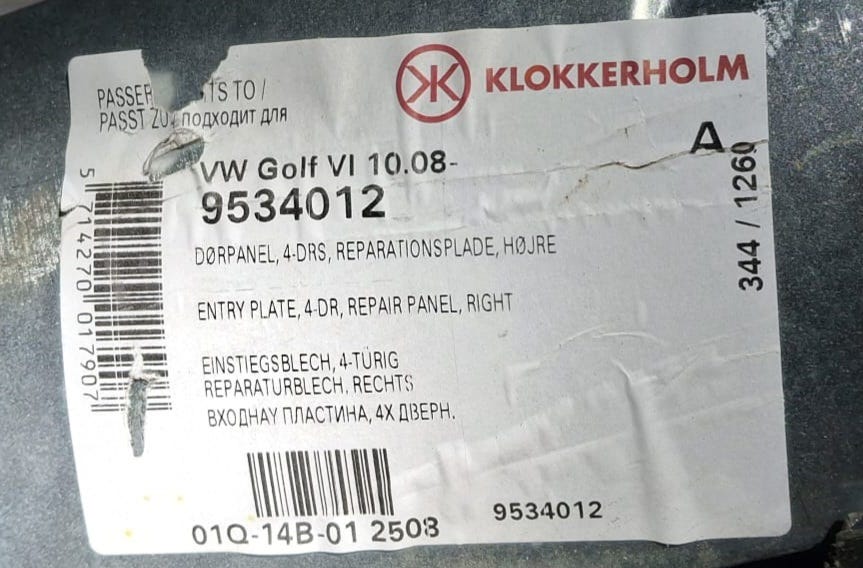 KLOKKERHOLM
TO /
PASST ZU, подходит для
VW Golf VI 10.08-
9534012
A
344 / 1260
5 714270 017907
DØRPANEL, 4-DRS, REPARATIONSPLADE, HØJRE
ENTRY PLATE, 4-DR, REPAIR PANEL, RIGHT
EINSTIEGSBLECH, 4-TÜRIG
REPARATURBLECH. RECHTS
ВХОДНАУ ПЛАСТИНА, 4Х ДВЕРН.
01Q-14B-01 2508
9534012